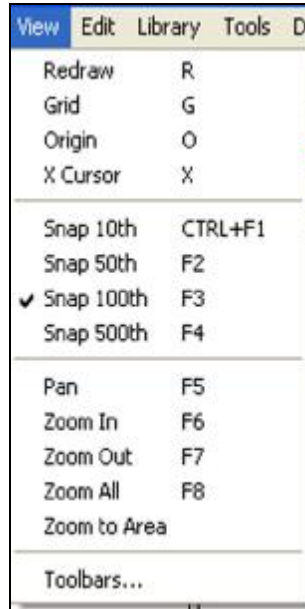 View Edit Library Tools D
Redraw R
Grid G
Origin O
X Cursor X
Snap 10th CTRL+F1
Snap 50th F2
✓ Snap 100th F3
Snap 500th F4
Pan F5
Zoom In F6
Zoom Out F7
Zoom All F8
Zoom to Area
Toolbars...